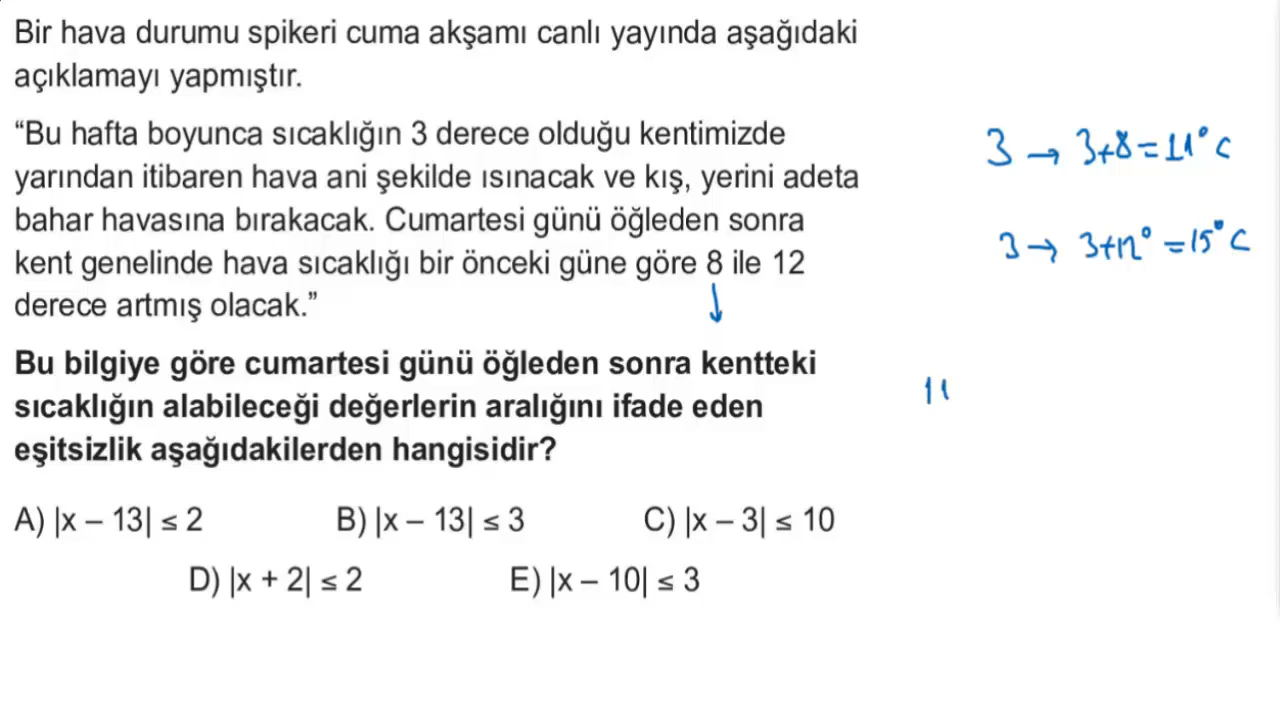 Bir hava durumu spikeri cuma akşamı canlı yayında aşağıdaki
açıklamayı yapmıştır.
“Bu hafta boyunca sıcaklığın 3 derece olduğu kentimizde
yarından itibaren hava ani şekilde ısınacak ve kış, yerini adeta
bahar havasına bırakacak. Cumartesi günü öğleden sonra
kent genelinde hava sıcaklığı bir önceki güne göre 8 ile 12
derece artmış olacak.”
Bu bilgiye göre cumartesi günü öğleden sonra kentteki
sıcaklığın alabileceği değerlerin aralığını ifade eden
eşitsizlik aşağıdakilerden hangisidir?
A) |x – 13| ≤ 2 B) |x – 13| ≤ 3 C) |x – 3| ≤ 10
D) |x + 2| ≤ 2 E) |x – 10| ≤ 3
3 → 3+8=11°C
3 → 3+12° =15°C
11